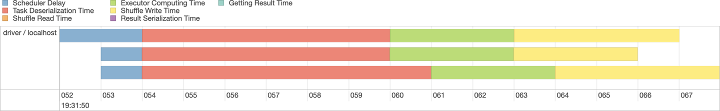 Scheduler Delay Executor Computing Time Getting Result Time
Task Deserialization Time Shuffle Write Time
Shuffle Read Time Result Serialization Time
driver / localhost
052 053 054 055 056 057 058 059 060 061 062 063 064 065 066 067
19:31:50